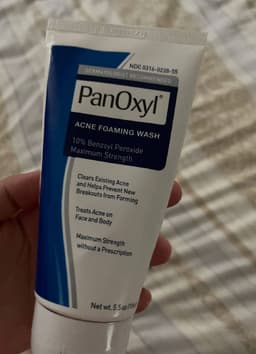 NDC 0316-0228-55
DERMATOLOGIST RECOMMENDED
PanOxyl®
ACNE FOAMING WASH
10% Benzoyl Peroxide
Maximum Strength
Clears Existing Acne
and Helps Prevent New
Breakouts from Forming
Treats Acne on
Face and Body
Maximum Strength
without a Prescription
Net wt. 5.5 oz